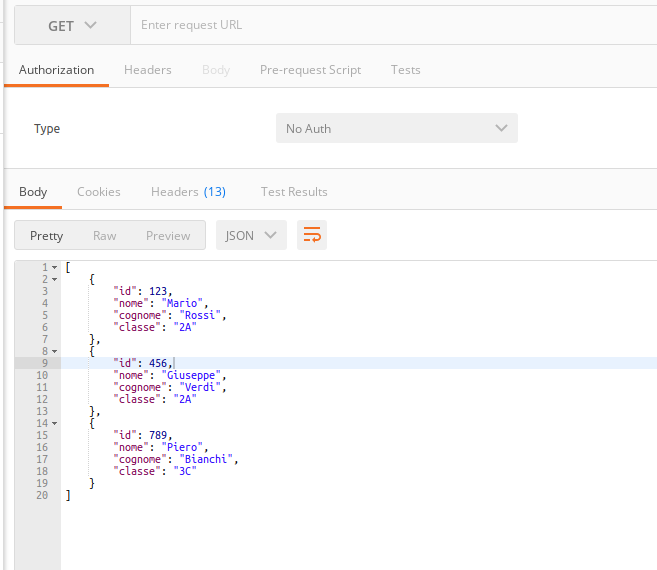 GET Enter request URL
Authorization Headers Body Pre-request Script Tests
Type No Auth
Body Cookies Headers (13) Test Results
Pretty Raw Preview JSON
1 [
2 {
3 "id": 123,
4 "nome": "Mario",
5 "cognome": "Rossi",
6 "classe": "2A"
7 },
8 {
9 "id": 456,
10 "nome": "Giuseppe",
11 "cognome": "Verdi",
12 "classe": "2A"
13 },
14 {
15 "id": 789,
16 "nome": "Piero",
17 "cognome": "Bianchi",
18 "classe": "3C"
19 }
20 ]